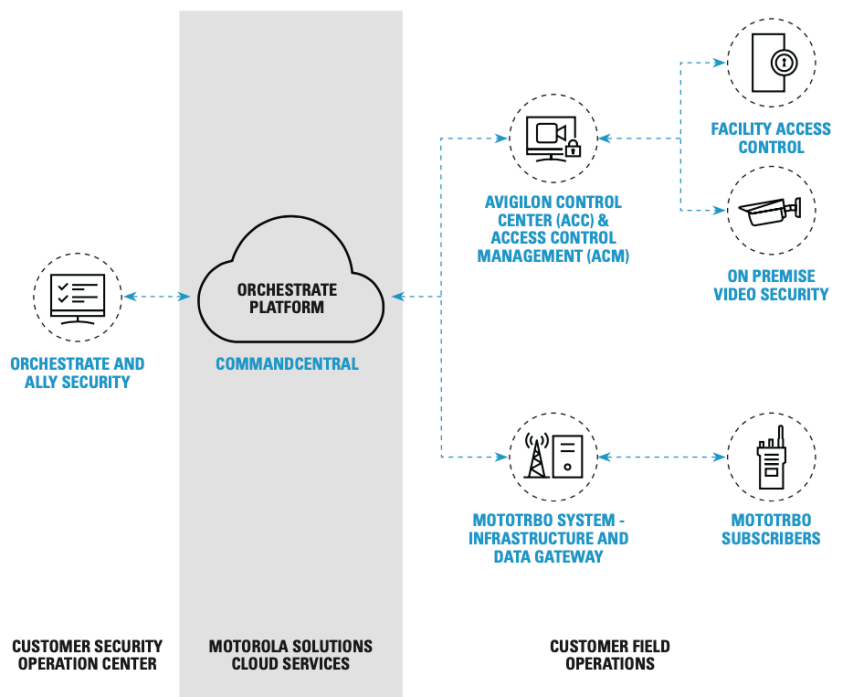 FACILITY ACCESS
CONTROL
AVIGILON CONTROL
CENTER (ACC) &
ACCESS CONTROL
MANAGEMENT (ACM)
ON PREMISE
VIDEO SECURITY
ORCHESTRATE
PLATFORM
ORCHESTRATE AND
ALLY SECURITY
COMMANDCENTRAL
MOTOTRBO SYSTEM -
INFRASTRUCTURE AND
DATA GATEWAY
MOTOTRBO
SUBSCRIBERS
CUSTOMER SECURITY
OPERATION CENTER
MOTOROLA SOLUTIONS
CLOUD SERVICES
CUSTOMER FIELD
OPERATIONS